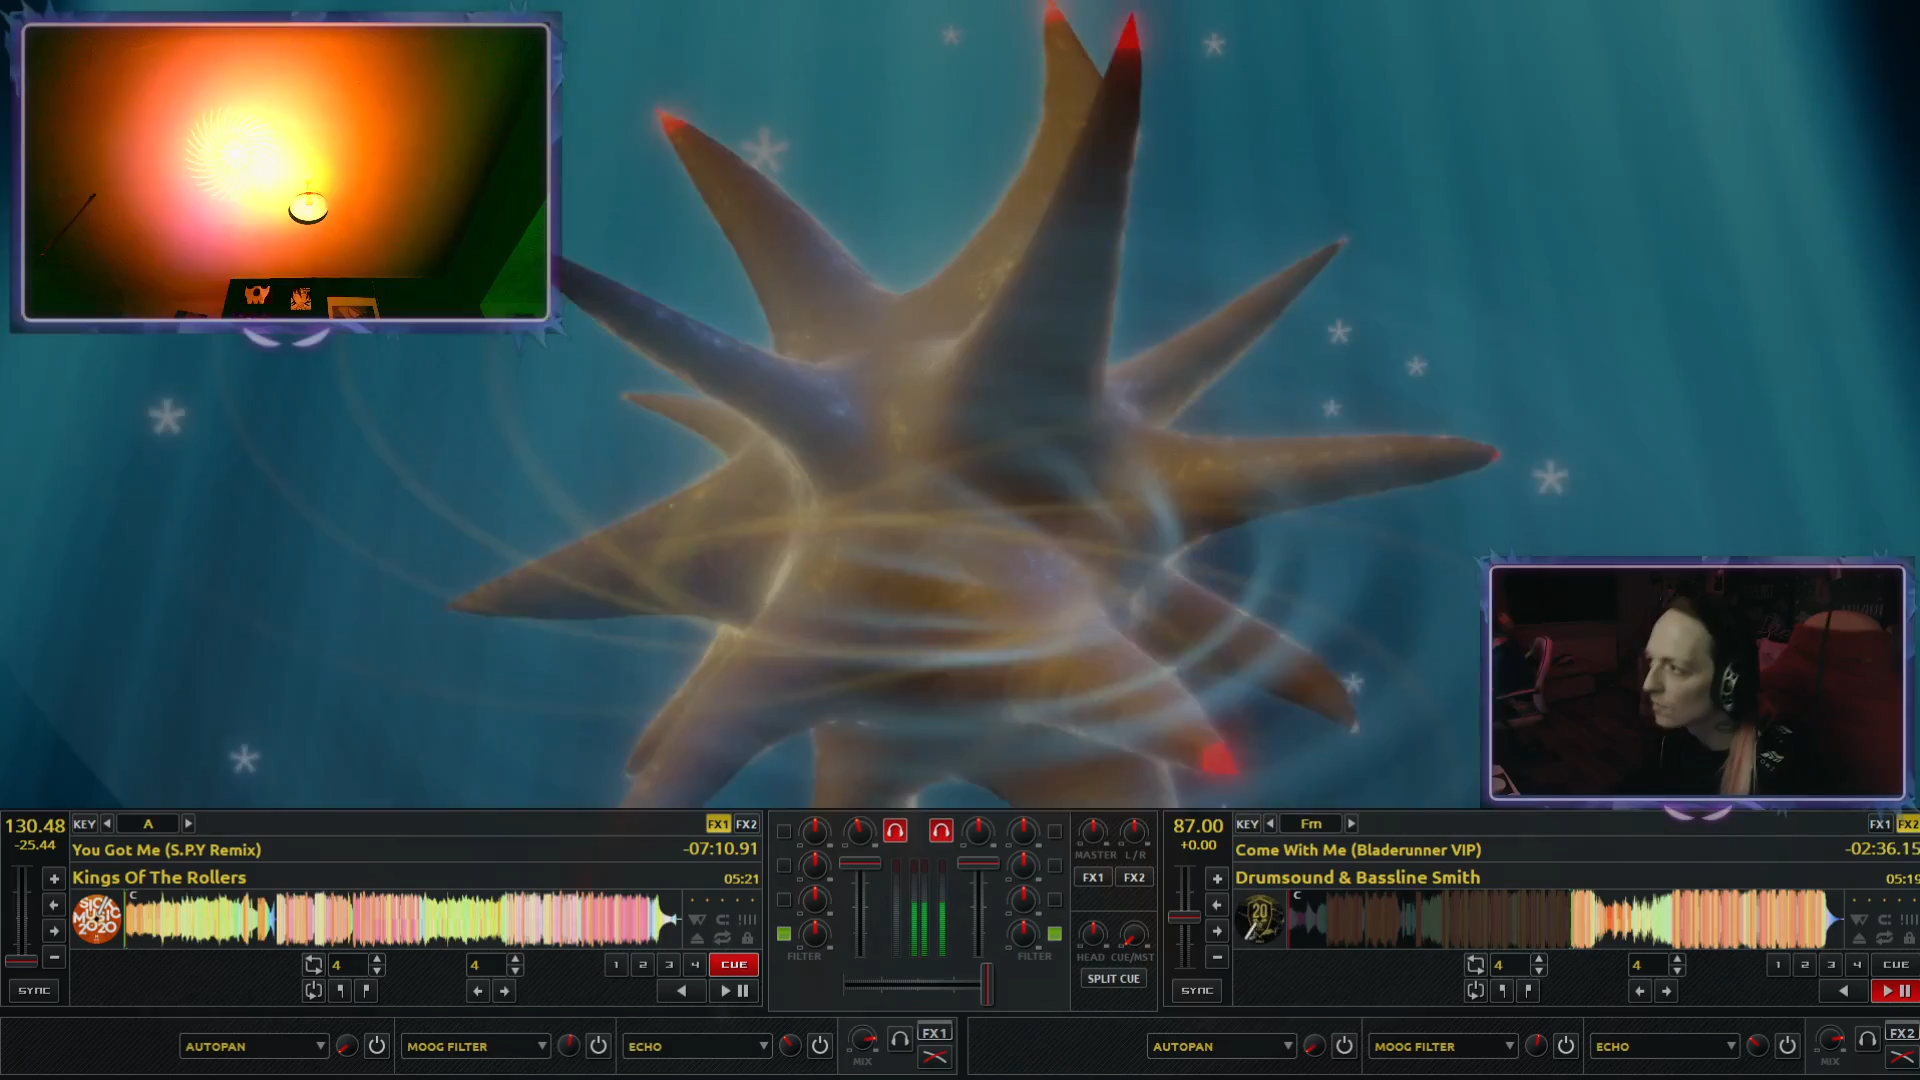 130.48
-25.44
KEY A FX1 FX2
You Got Me (S.P.Y Remix) -07:10.91
Kings Of The Rollers 05:21
SIC/
MUSIC
2020
C
4 4 1 2 3 4 CUE
SYNC
FILTER FILTER
MASTER L/R
FX1 FX2
HEAD CUE/MST
SPLIT CUE
87.00
+0.00
KEY Fm FX1 FX2
Come With Me (Bladerunner VIP) -02:36.15
Drumsound & Bassline Smith 05:19
20
C
4 4 1 2 3 4 CUE
SYNC
AUTOPAN MOOG FILTER ECHO MIX FX1
AUTOPAN MOOG FILTER ECHO MIX FX2